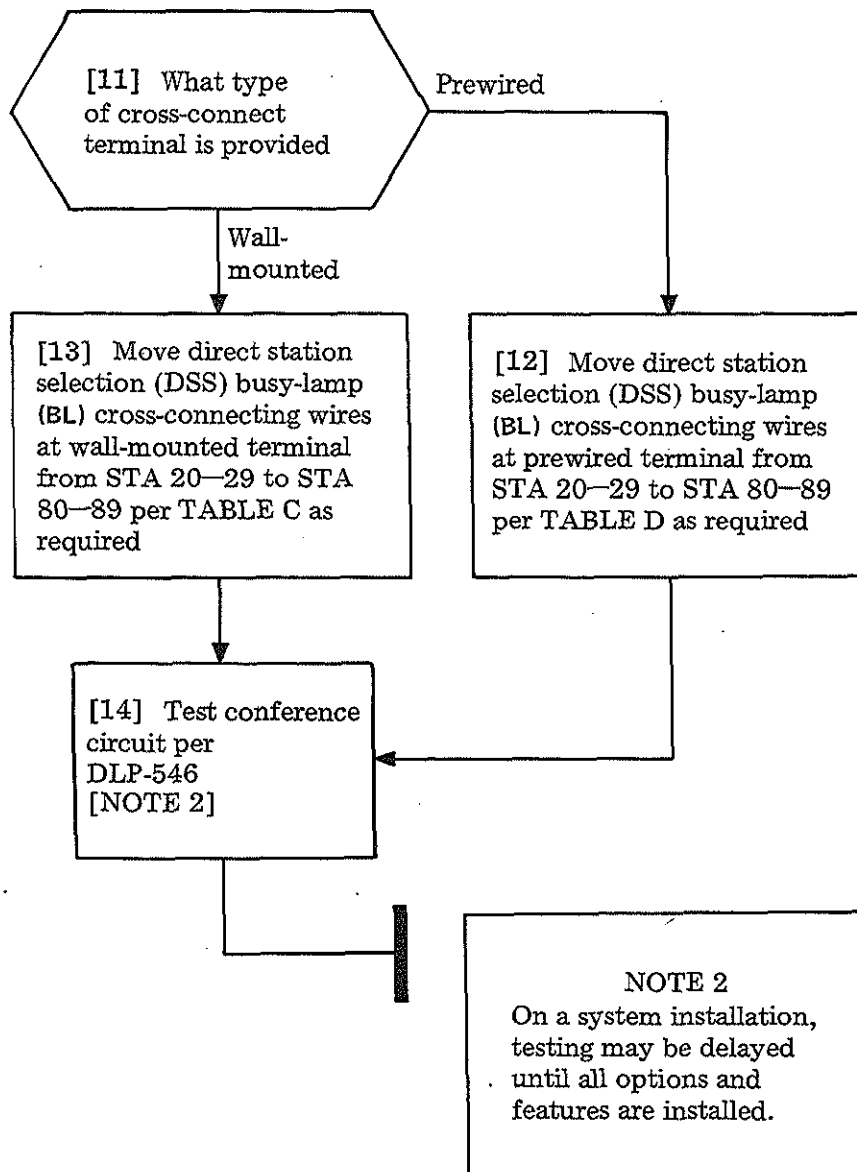 [11] What type
of cross-connect
terminal is provided
Prewired
Wall-
mounted
[13] Move direct station
selection (DSS) busy-lamp
(BL) cross-connecting wires
at wall-mounted terminal
from STA 20—29 to STA
80—89 per TABLE C as
required
[12] Move direct station
selection (DSS) busy-lamp
(BL) cross-connecting wires
at prewired terminal from
STA 20—29 to STA 80—89
per TABLE D as required
[14] Test conference
circuit per
DLP-546
[NOTE 2]
NOTE 2
On a system installation,
testing may be delayed
until all options and
features are installed.